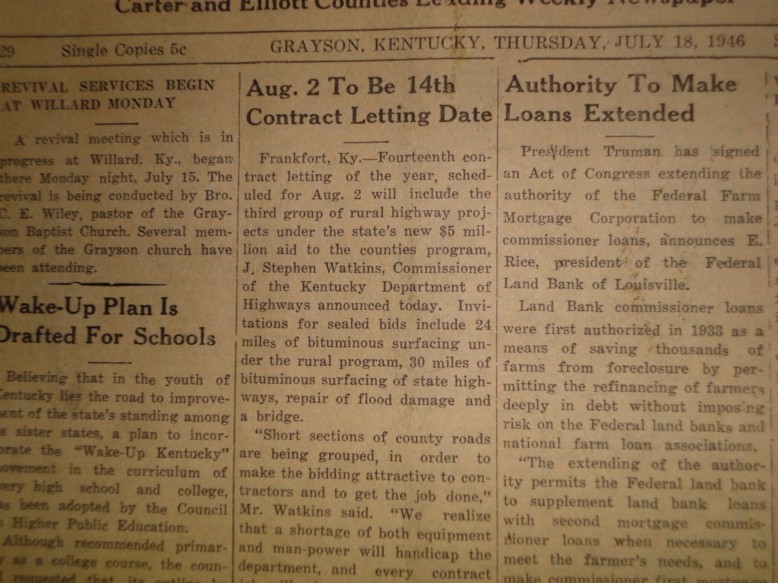 Carter and Elliott Counties Leading Weekly Newspaper
29 Single Copies 5c GRAYSON, KENTUCKY, THURSDAY, JULY 18, 1946
REVIVAL SERVICES BEGIN
AT WILLARD MONDAY
A revival meeting which is in
progress at Willard, Ky., began
there Monday night, July 15. The
revival is being conducted by Bro.
C. E. Wiley, pastor of the Gray-
son Baptist Church. Several mem-
bers of the Grayson church have
been attending.
Wake-Up Plan Is
Drafted For Schools
Believing that in the youth of
Kentucky lies the road to improve-
ment of the state's standing among
s sister states, a plan to incor-
orate the "Wake-Up Kentucky"
ovement in the curriculum of
very high school and college,
as been adopted by the Council
n Higher Public Education.
Although recommended primar-
y as a college course, the coun-
requested that its
Aug. 2 To Be 14th
Contract Letting Date
Frankfort, Ky.—Fourteenth con-
tract letting of the year, sched-
uled for Aug. 2 will include the
third group of rural highway proj-
ects under the state's new $5 mil-
lion aid to the counties program,
J. Stephen Watkins, Commissioner
of the Kentucky Department of
Highways announced today. Invi-
tations for sealed bids include 24
miles of bituminous surfacing un-
der the rural program, 30 miles of
bituminous surfacing of state high-
ways, repair of flood damage and
a bridge.
"Short sections of county roads
are being grouped, in order to
make the bidding attractive to con-
tractors and to get the job done,"
Mr. Watkins said. "We realize
that a shortage of both equipment
and man-power will handicap the
department, and every contract
Authority To Make
Loans Extended
President Truman has signed
an Act of Congress extending the
authority of the Federal Farm
Mortgage Corporation to make
commissioner loans, announces E.
Rice, president of the Federal
Land Bank of Louisville.
Land Bank commissioner loans
were first authorized in 1933 as a
means of saving thousands of
farms from foreclosure by per-
mitting the refinancing of farmers
deeply in debt without imposing
risk on the Federal land banks and
national farm loan associations.
"The extending of the author-
ity permits the Federal land bank
to supplement land bank loans
with second mortgage commis-
sioner loans when necessary to
meet the farmer's needs, and to
make commissioner first mortgage